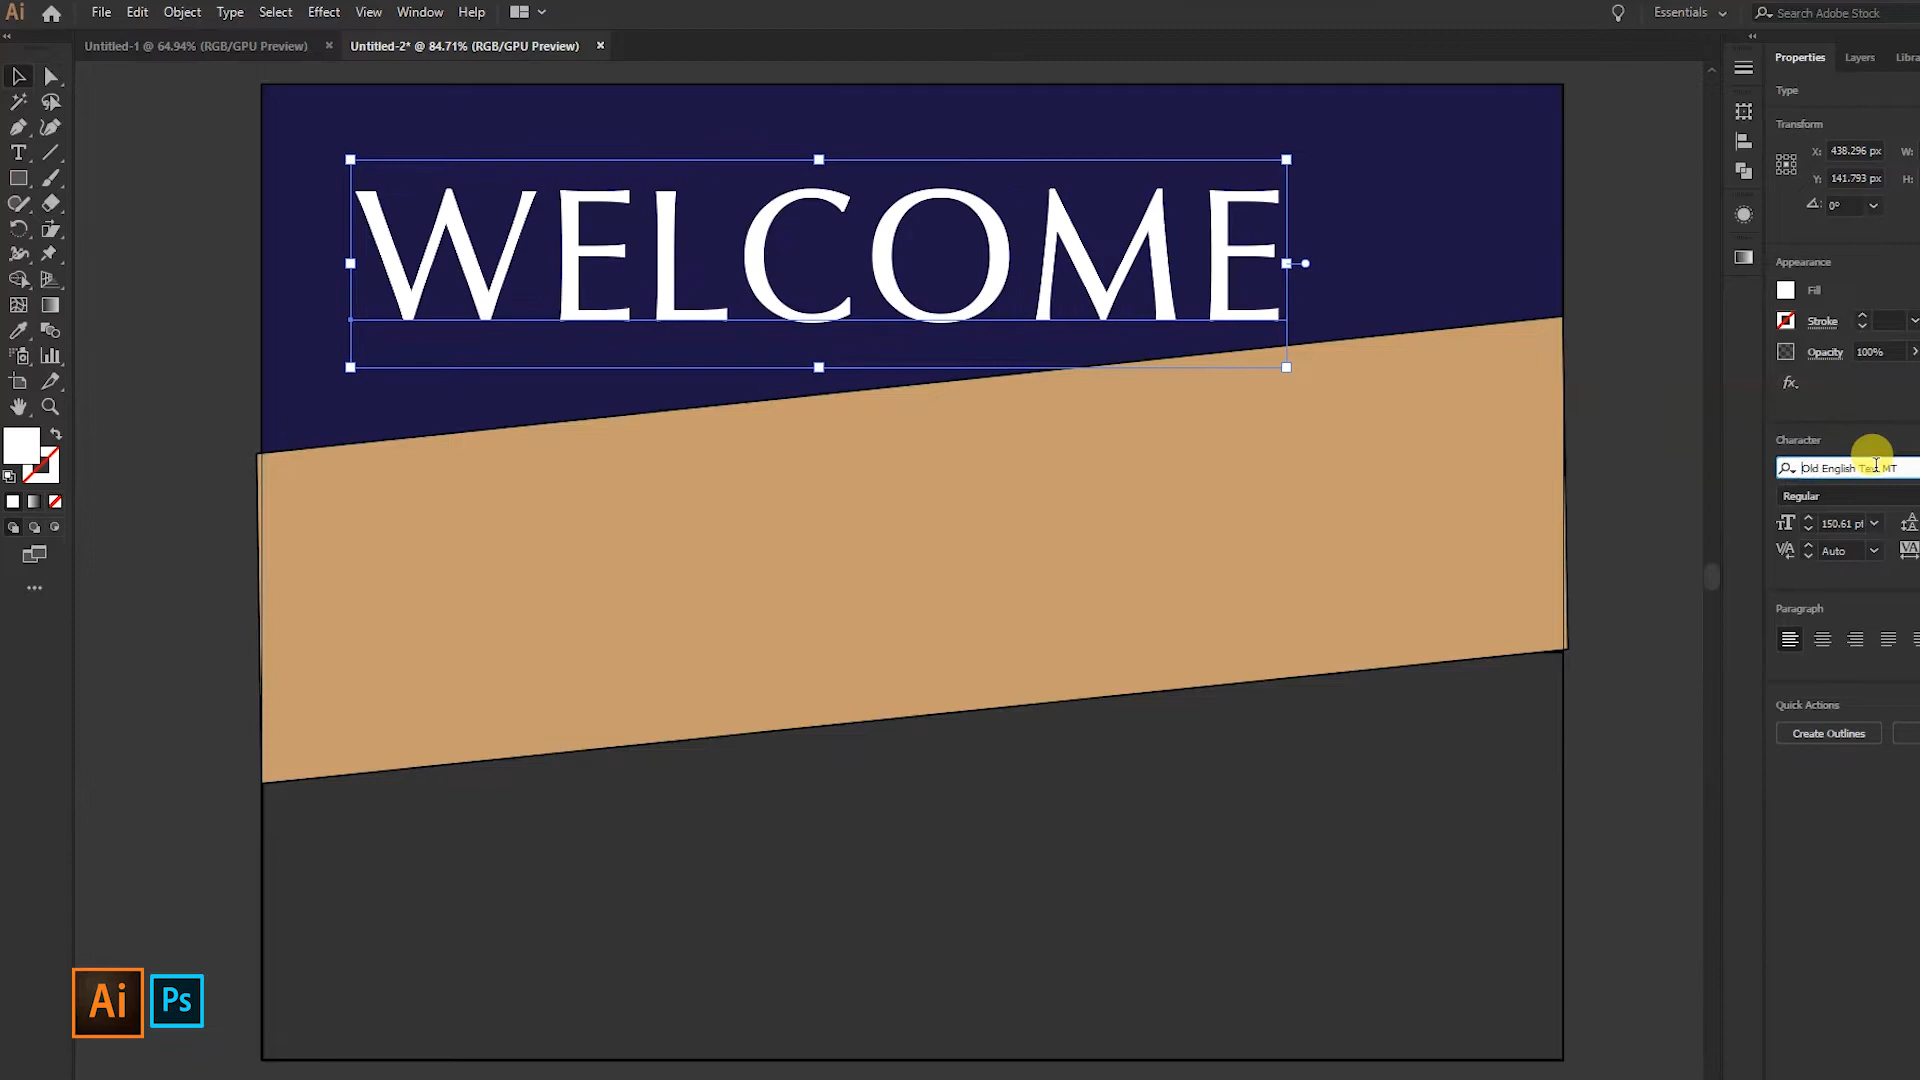 Ai File Edit Object Type Select Effect View Window Help Essentials Search Adobe Stock
Untitled-1 @ 64.94% (RGB/GPU Preview) × Untitled-2* @ 84.71% (RGB/GPU Preview) ×
Properties Layers Libra
Type
Transform
X: 438.296 px W:
Y: 141.793 px H:
0°
Appearance
Fill
Stroke
Opacity 100%
fx
WELCOME
Character
Old English Text MT
Regular
150.61 pt
Auto
Paragraph
Quick Actions
Create Outlines
Ai Ps